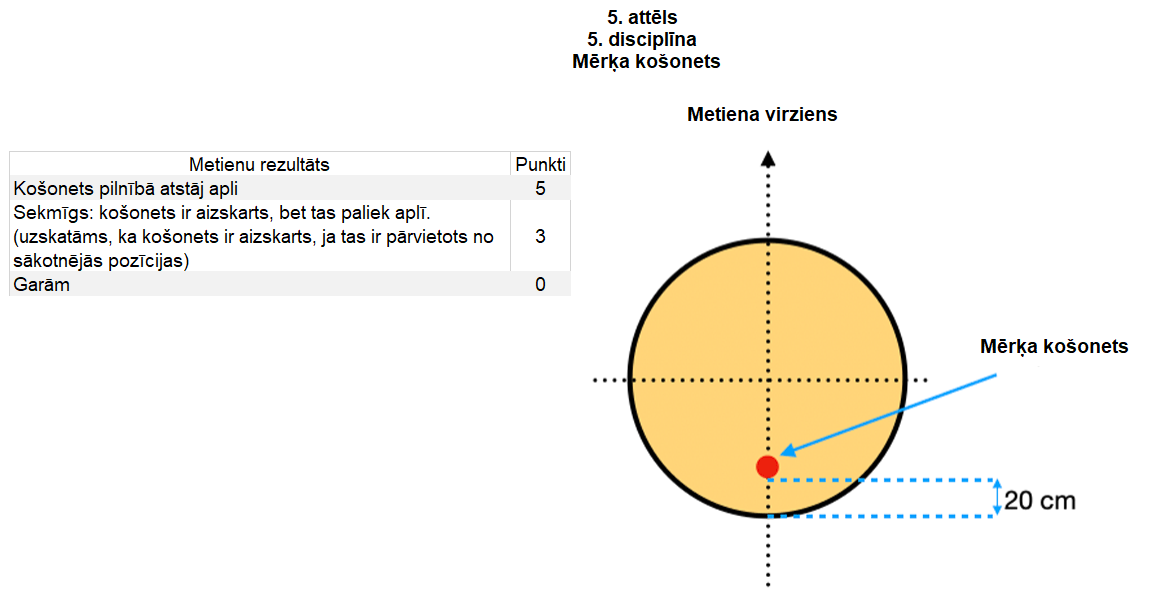 5. attēls
5. disciplīna
Mērķa košonets
Metiena virziens
Metienu rezultāts Punkti
Košonets pilnībā atstāj apli 5
Sekmīgs: košonets ir aizskarts, bet tas paliek aplī.
(uzskatāms, ka košonets ir aizskarts, ja tas ir pārvietots no 3
sākotnējās pozīcijas)
Garām 0
Mērķa košonets
20 cm